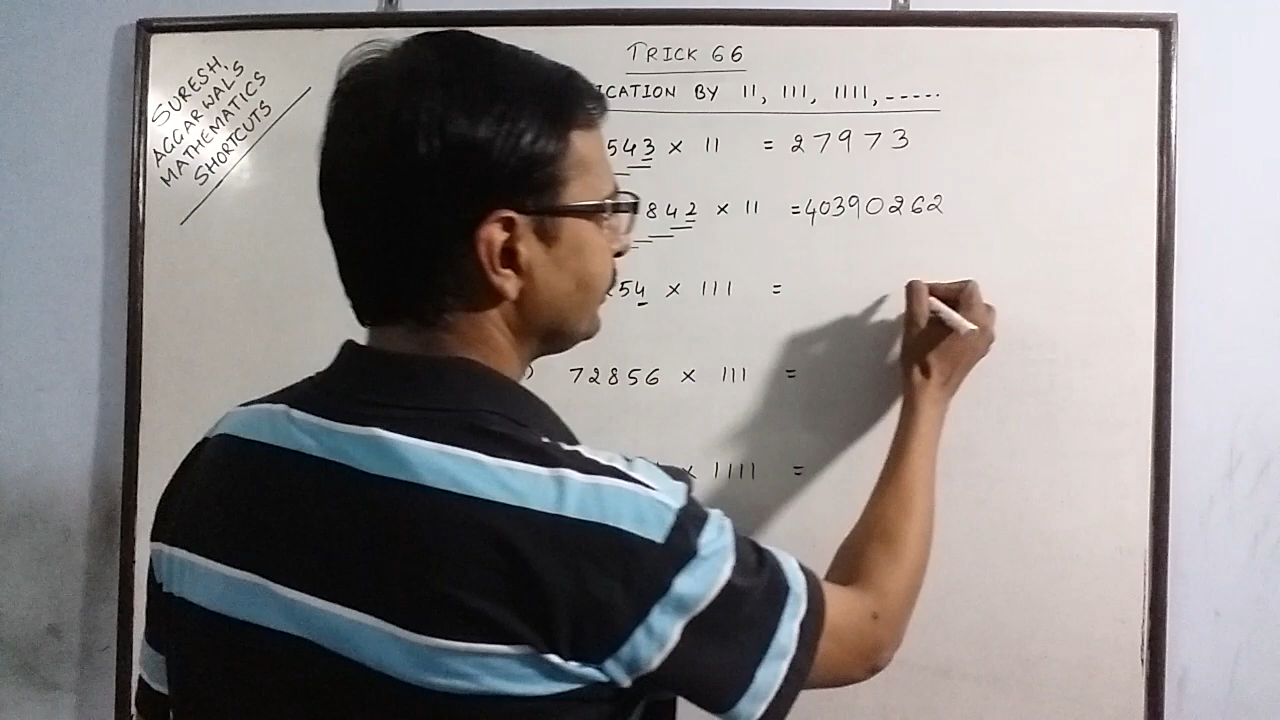 SURESH,
AGGARWAL'S
MATHEMATICS
SHORTCUTS
TRICK 66
ICATION BY 11, 111, 1111, -----
543 × 11 = 27973
842 × 11 = 40390262
54 × 111 =
) 72856 × 111 =
× 1111 =